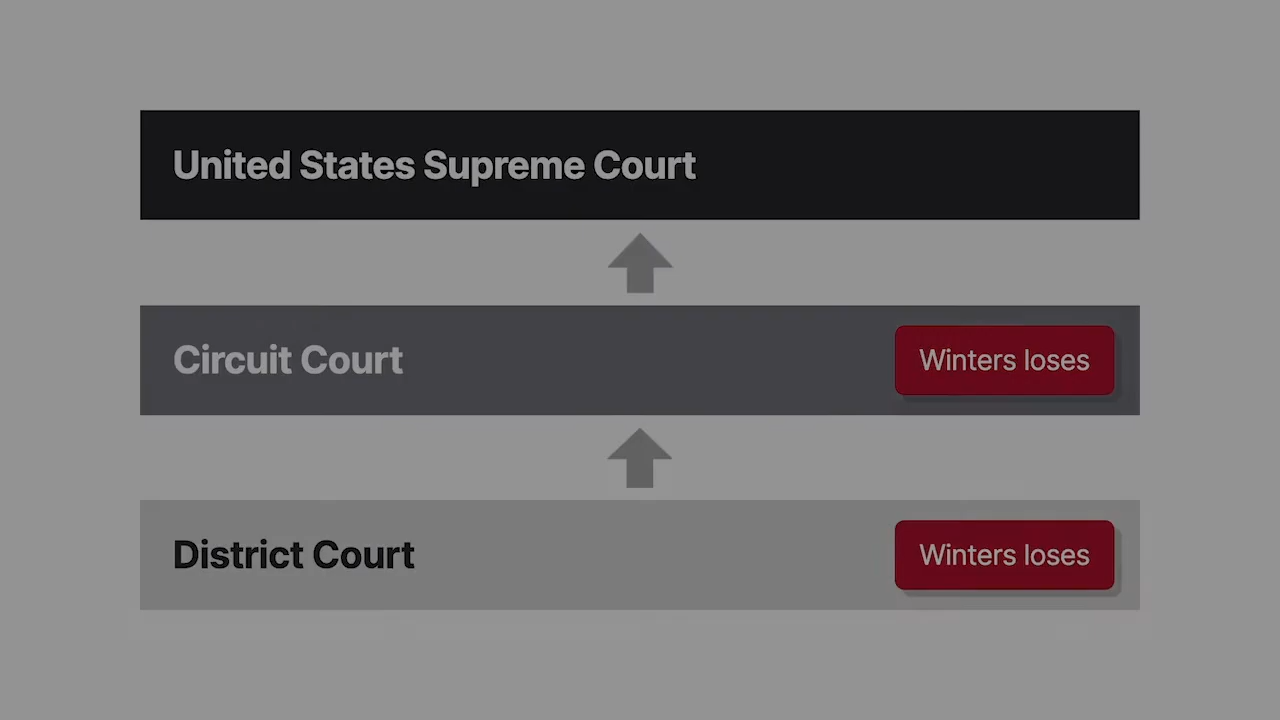 United States Supreme Court
Circuit Court
Winters loses
District Court
Winters loses